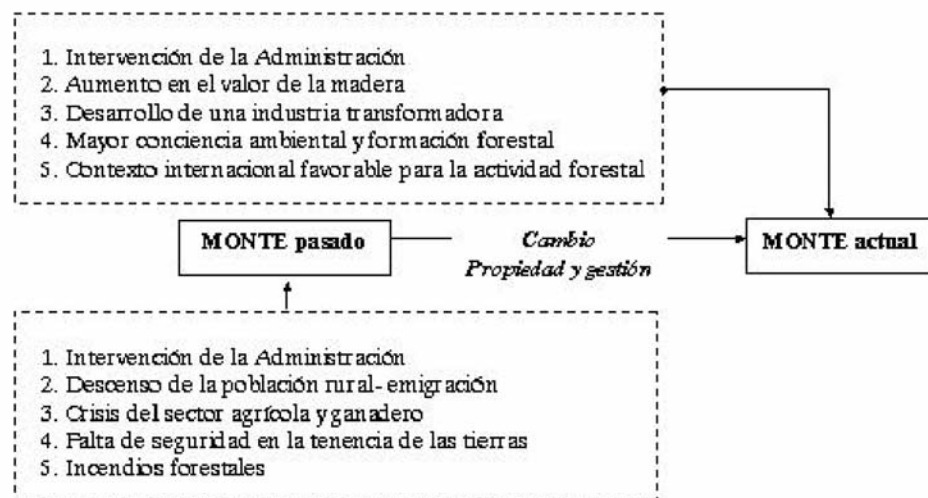 1. Intervención de la Administración
2. Aumento en el valor de la madera
3. Desarrollo de una industria transformadora
4. Mayor conciencia ambiental y formación forestal
5. Contexto internacional favorable para la actividad forestal
MONTE pasado
Cambio
Propiedad y gestión
MONTE actual
1. Intervención de la Administración
2. Descenso de la población rural- emigración
3. Crisis del sector agrícola y ganadero
4. Falta de seguridad en la tenencia de las tierras
5. Incendios forestales